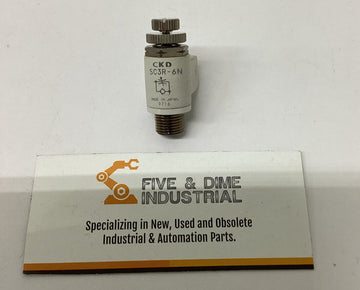 CKD
SC3R-6N
MADE IN JAPAN
FIVE & DIME
INDUSTRIAL
Specializing in New, Used and Obsolete
Industrial & Automation Parts.